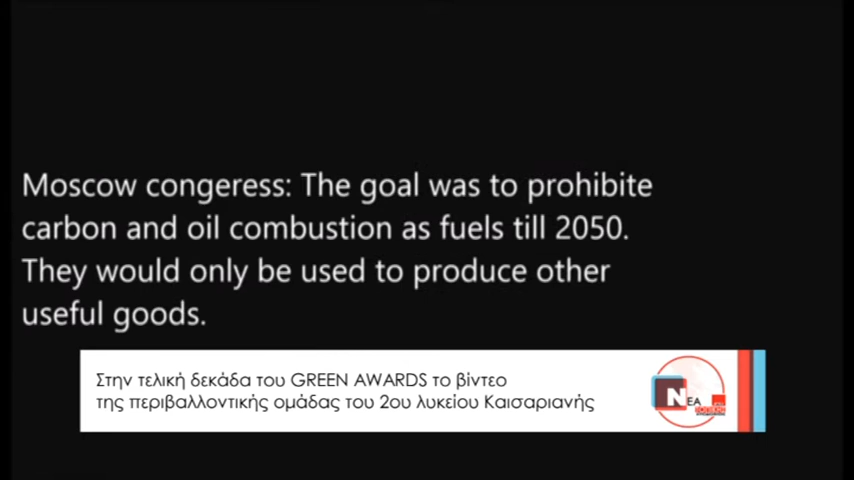 Moscow congeress: The goal was to prohibite
carbon and oil combustion as fuels till 2050.
They would only be used to produce other
useful goods.
Στην τελική δεκάδα του GREEN AWARDS το βίντεο
της περιβαλλοντικής ομάδας του 2ου λυκείου Καισαριανής
ΝΕΑ